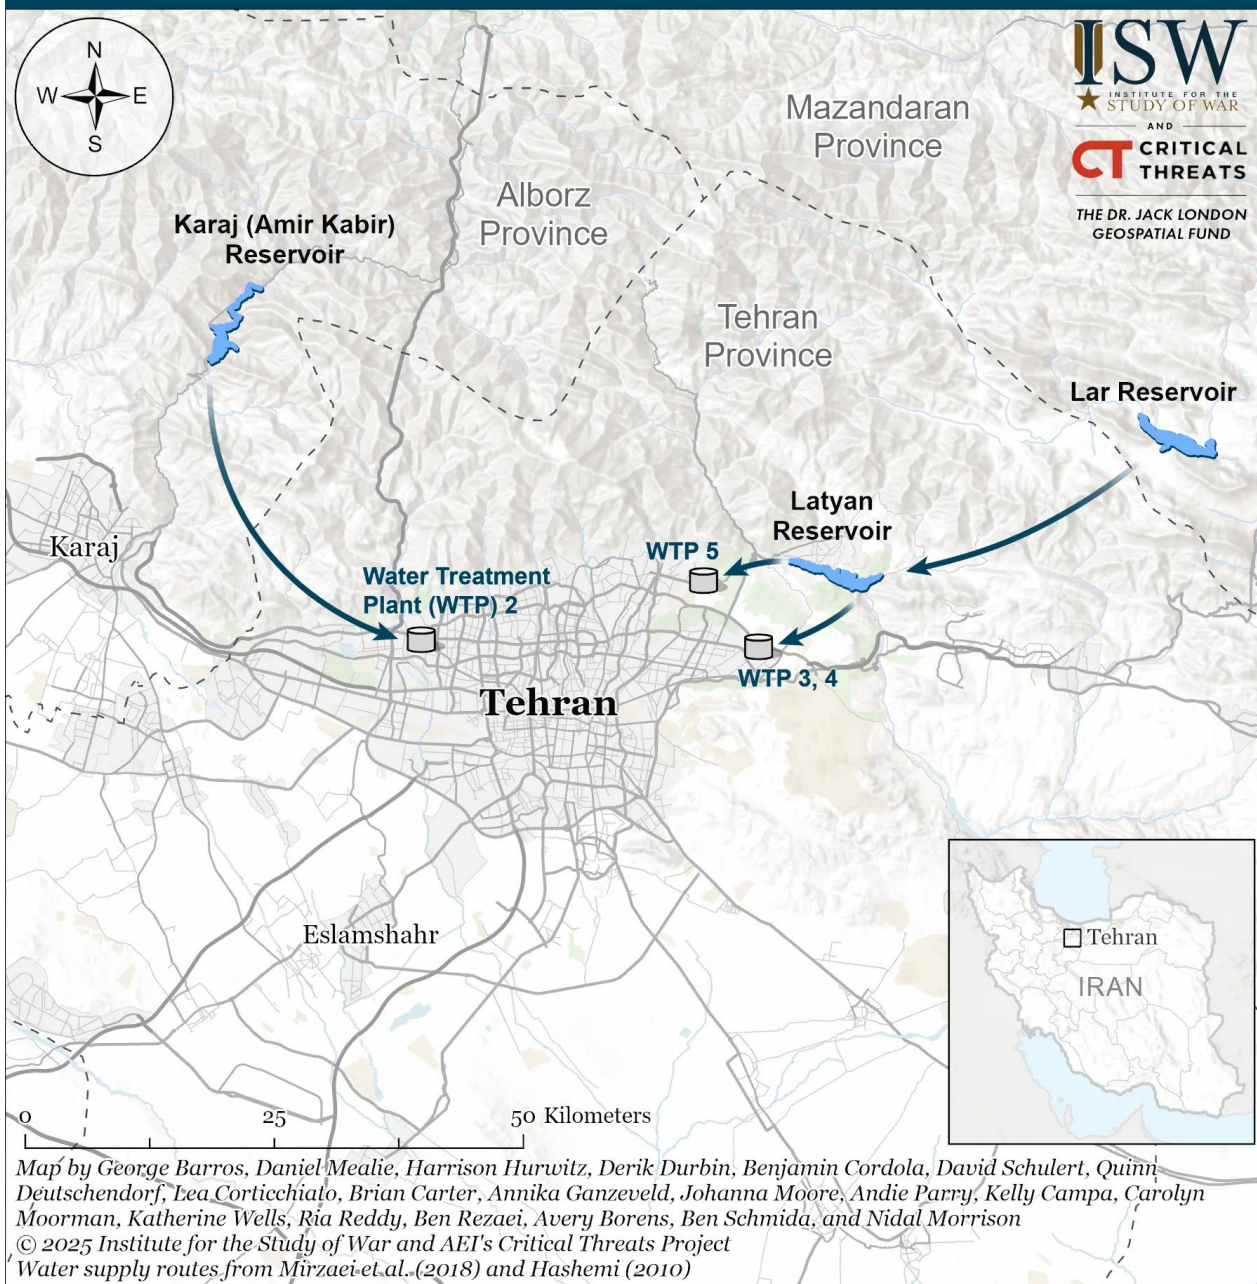 N
W
E
S
ISW
INSTITUTE FOR THE
STUDY OF WAR
AND
CT CRITICAL
THREATS
THE DR. JACK LONDON
GEOSPATIAL FUND
Mazandaran
Province
Alborz
Province
Karaj (Amir Kabir)
Reservoir
Tehran
Province
Lar Reservoir
Latyan
Reservoir
Karaj
WTP 5
Water Treatment
Plant (WTP) 2
WTP 3, 4
Tehran
Eslamshahr
Tehran
IRAN
0 25 50 Kilometers
Map by George Barros, Daniel Mealie, Harrison Hurwitz, Derik Durbin, Benjamin Cordola, David Schulert, Quinn
Deutschendorf, Lea Corticchiato, Brian Carter, Annika Ganzeveld, Johanna Moore, Andie Parry, Kelly Campa, Carolyn
Moorman, Katherine Wells, Ria Reddy, Ben Rezaei, Avery Borens, Ben Schmida, and Nidal Morrison
© 2025 Institute for the Study of War and AEI's Critical Threats Project
Water supply routes from Mirzaei et al. (2018) and Hashemi (2010)